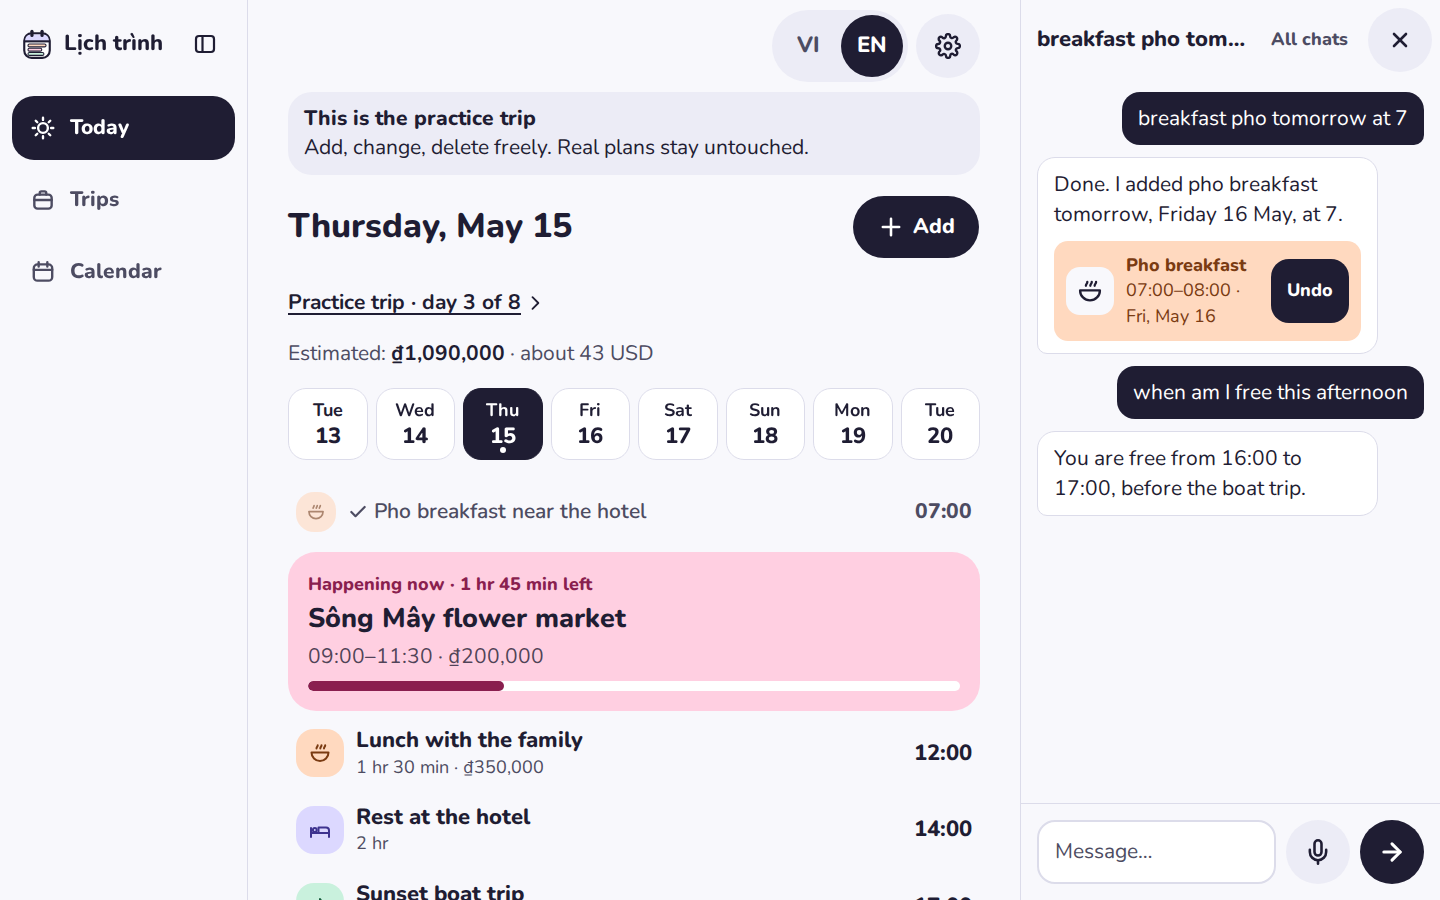 Lịch trình
Today
Trips
Calendar
VI
EN
This is the practice trip
Add, change, delete freely. Real plans stay untouched.
Thursday, May 15
Add
Practice trip · day 3 of 8
Estimated: ₫1,090,000 · about 43 USD
Tue
13
Wed
14
Thu
15
Fri
16
Sat
17
Sun
18
Mon
19
Tue
20
Pho breakfast near the hotel
07:00
Happening now · 1 hr 45 min left
Sông Mây flower market
09:00–11:30 · ₫200,000
Lunch with the family
1 hr 30 min · ₫350,000
12:00
Rest at the hotel
2 hr
14:00
Sunset boat trip
17:00
breakfast pho tom...
All chats
breakfast pho tomorrow at 7
Done. I added pho breakfast
tomorrow, Friday 16 May, at 7.
Pho breakfast
07:00–08:00 ·
Fri, May 16
Undo
when am I free this afternoon
You are free from 16:00 to
17:00, before the boat trip.
Message...